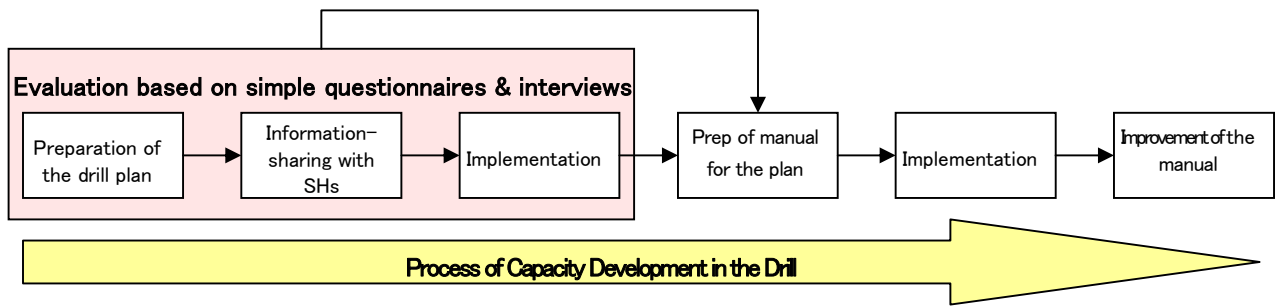 Evaluation based on simple questionnaires & interviews
Preparation of
the drill plan
Information-
sharing with
SHs
Implementation
Prep of manual
for the plan
Implementation
Improvement of the
manual
Process of Capacity Development in the Drill